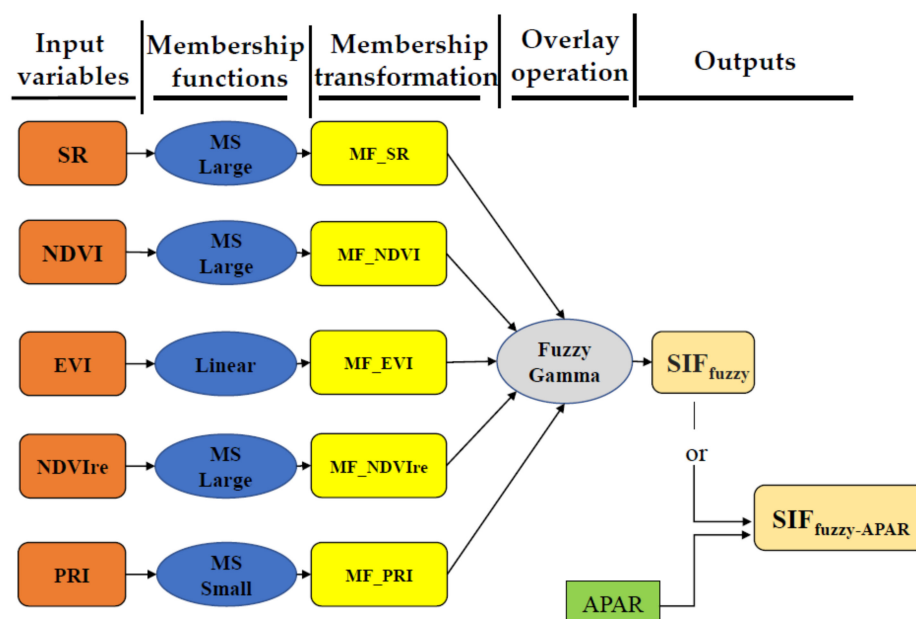 Input
variables
Membership
functions
Membership
transformation
Overlay
operation
Outputs
SR
MS
Large
MF_SR
NDVI
MS
Large
MF_NDVI
EVI
Linear
MF_EVI
Fuzzy
Gamma
SIFfuzzy
NDVIre
MS
Large
MF_NDVIre
or
SIFfuzzy-APAR
PRI
MS
Small
MF_PRI
APAR